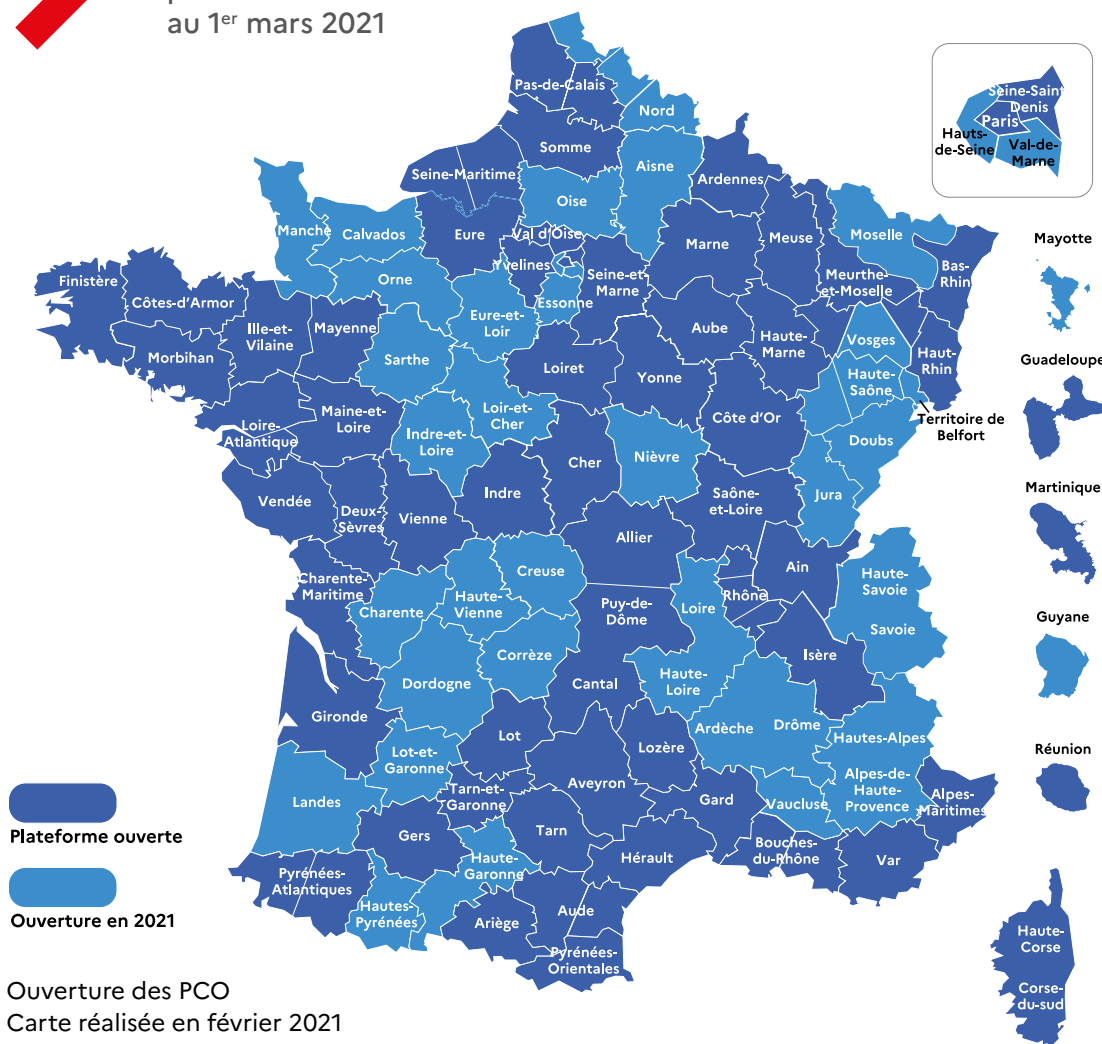 au 1er mars 2021
Pas-de-Calais
Nord
Somme
Seine-Maritime
Aisne
Oise
Ardennes
Seine-Saint
Denis
Paris
Hauts-
de-Seine
Val-de-
Marne
Manche
Calvados
Eure
Val d'Oise
Marne
Meuse
Moselle
Mayotte
Finistère
Côtes-d'Armor
Orne
Yvelines
Essonne
Seine-et-
Marne
Meurthe-
et-Moselle
Bas-
Rhin
Ille-et-
Vilaine
Mayenne
Eure-et-
Loir
Aube
Haute-
Marne
Vosges
Morbihan
Sarthe
Loiret
Yonne
Haut-
Rhin
Guadeloupe
Haute-
Saône
Loire-
Atlantique
Maine-et-
Loire
Loir-et-
Cher
Côte d'Or
Territoire de
Belfort
Indre-et-
Loire
Cher
Nièvre
Doubs
Vendée
Deux-
Sèvres
Vienne
Indre
Saône-
et-Loire
Jura
Martinique
Allier
Charente-
Maritime
Charente
Haute-
Vienne
Creuse
Puy-de-
Dôme
Loire
Rhône
Ain
Haute-
Savoie
Savoie
Guyane
Dordogne
Corrèze
Cantal
Haute-
Loire
Isère
Gironde
Lot
Lozère
Ardèche
Drôme
Hautes-Alpes
Réunion
Lot-et-
Garonne
Aveyron
Landes
Tarn-et-
Garonne
Gard
Vaucluse
Alpes-de-
Haute-
Provence
Alpes-
Maritimes
Plateforme ouverte
Gers
Tarn
Hérault
Bouches-
du-Rhône
Var
Haute-
Garonne
Pyrénées-
Atlantiques
Hautes-
Pyrénées
Ariège
Aude
Pyrénées-
Orientales
Ouverture en 2021
Haute-
Corse
Corse-
du-sud
Ouverture des PCO
Carte réalisée en février 2021